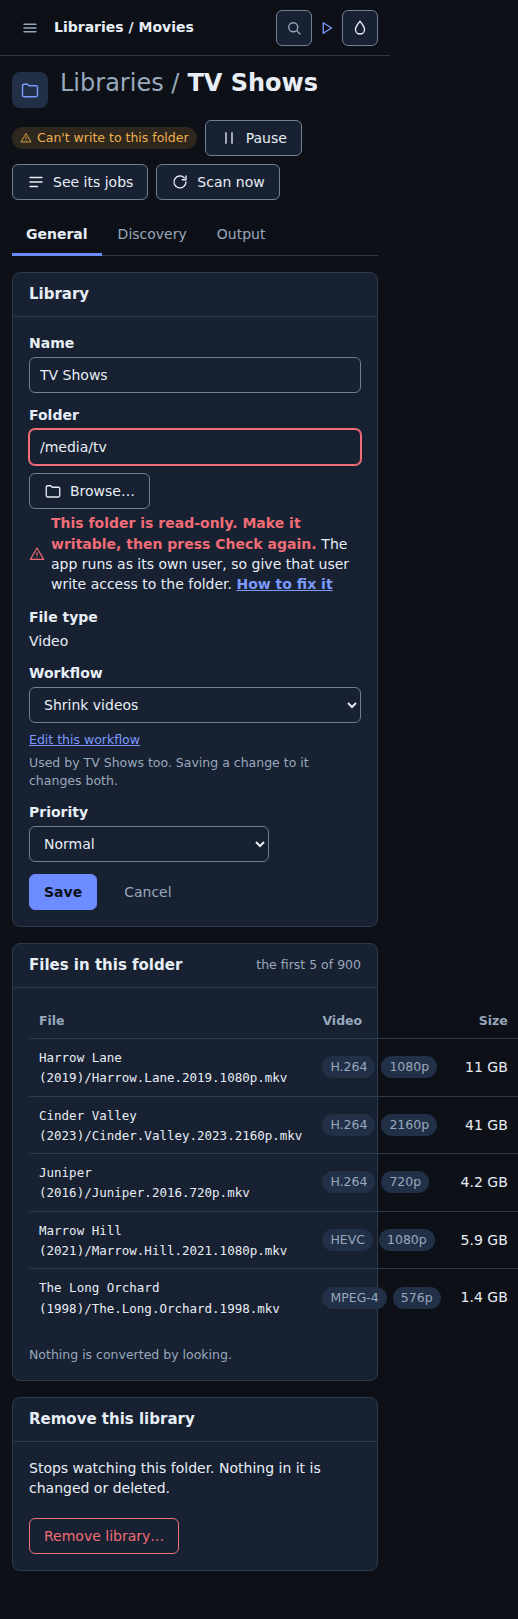 Libraries / Movies
Libraries / TV Shows
Can't write to this folder
Pause
See its jobs
Scan now
General Discovery Output
Library
Name
TV Shows
Folder
/media/tv
Browse…
This folder is read-only. Make it
writable, then press Check again. The
app runs as its own user, so give that user
write access to the folder. How to fix it
File type
Video
Workflow
Shrink videos
Edit this workflow
Used by TV Shows too. Saving a change to it
changes both.
Priority
Normal
Save Cancel
Files in this folder the first 5 of 900
File Video Size
Harrow Lane
(2019)/Harrow.Lane.2019.1080p.mkv H.264 1080p 11 GB
Cinder Valley
(2023)/Cinder.Valley.2023.2160p.mkv H.264 2160p 41 GB
Juniper
(2016)/Juniper.2016.720p.mkv H.264 720p 4.2 GB
Marrow Hill
(2021)/Marrow.Hill.2021.1080p.mkv HEVC 1080p 5.9 GB
The Long Orchard
(1998)/The.Long.Orchard.1998.mkv MPEG-4 576p 1.4 GB
Nothing is converted by looking.
Remove this library
Stops watching this folder. Nothing in it is
changed or deleted.
Remove library…